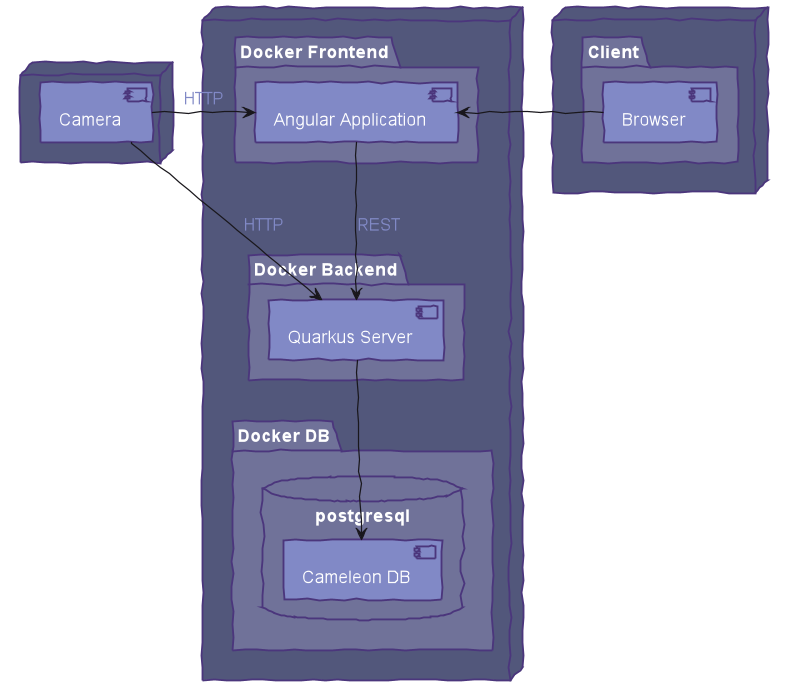 Docker Frontend
Client
Camera
HTTP
Angular Application
Browser
HTTP
REST
Docker Backend
Quarkus Server
Docker DB
postgresql
Cameleon DB